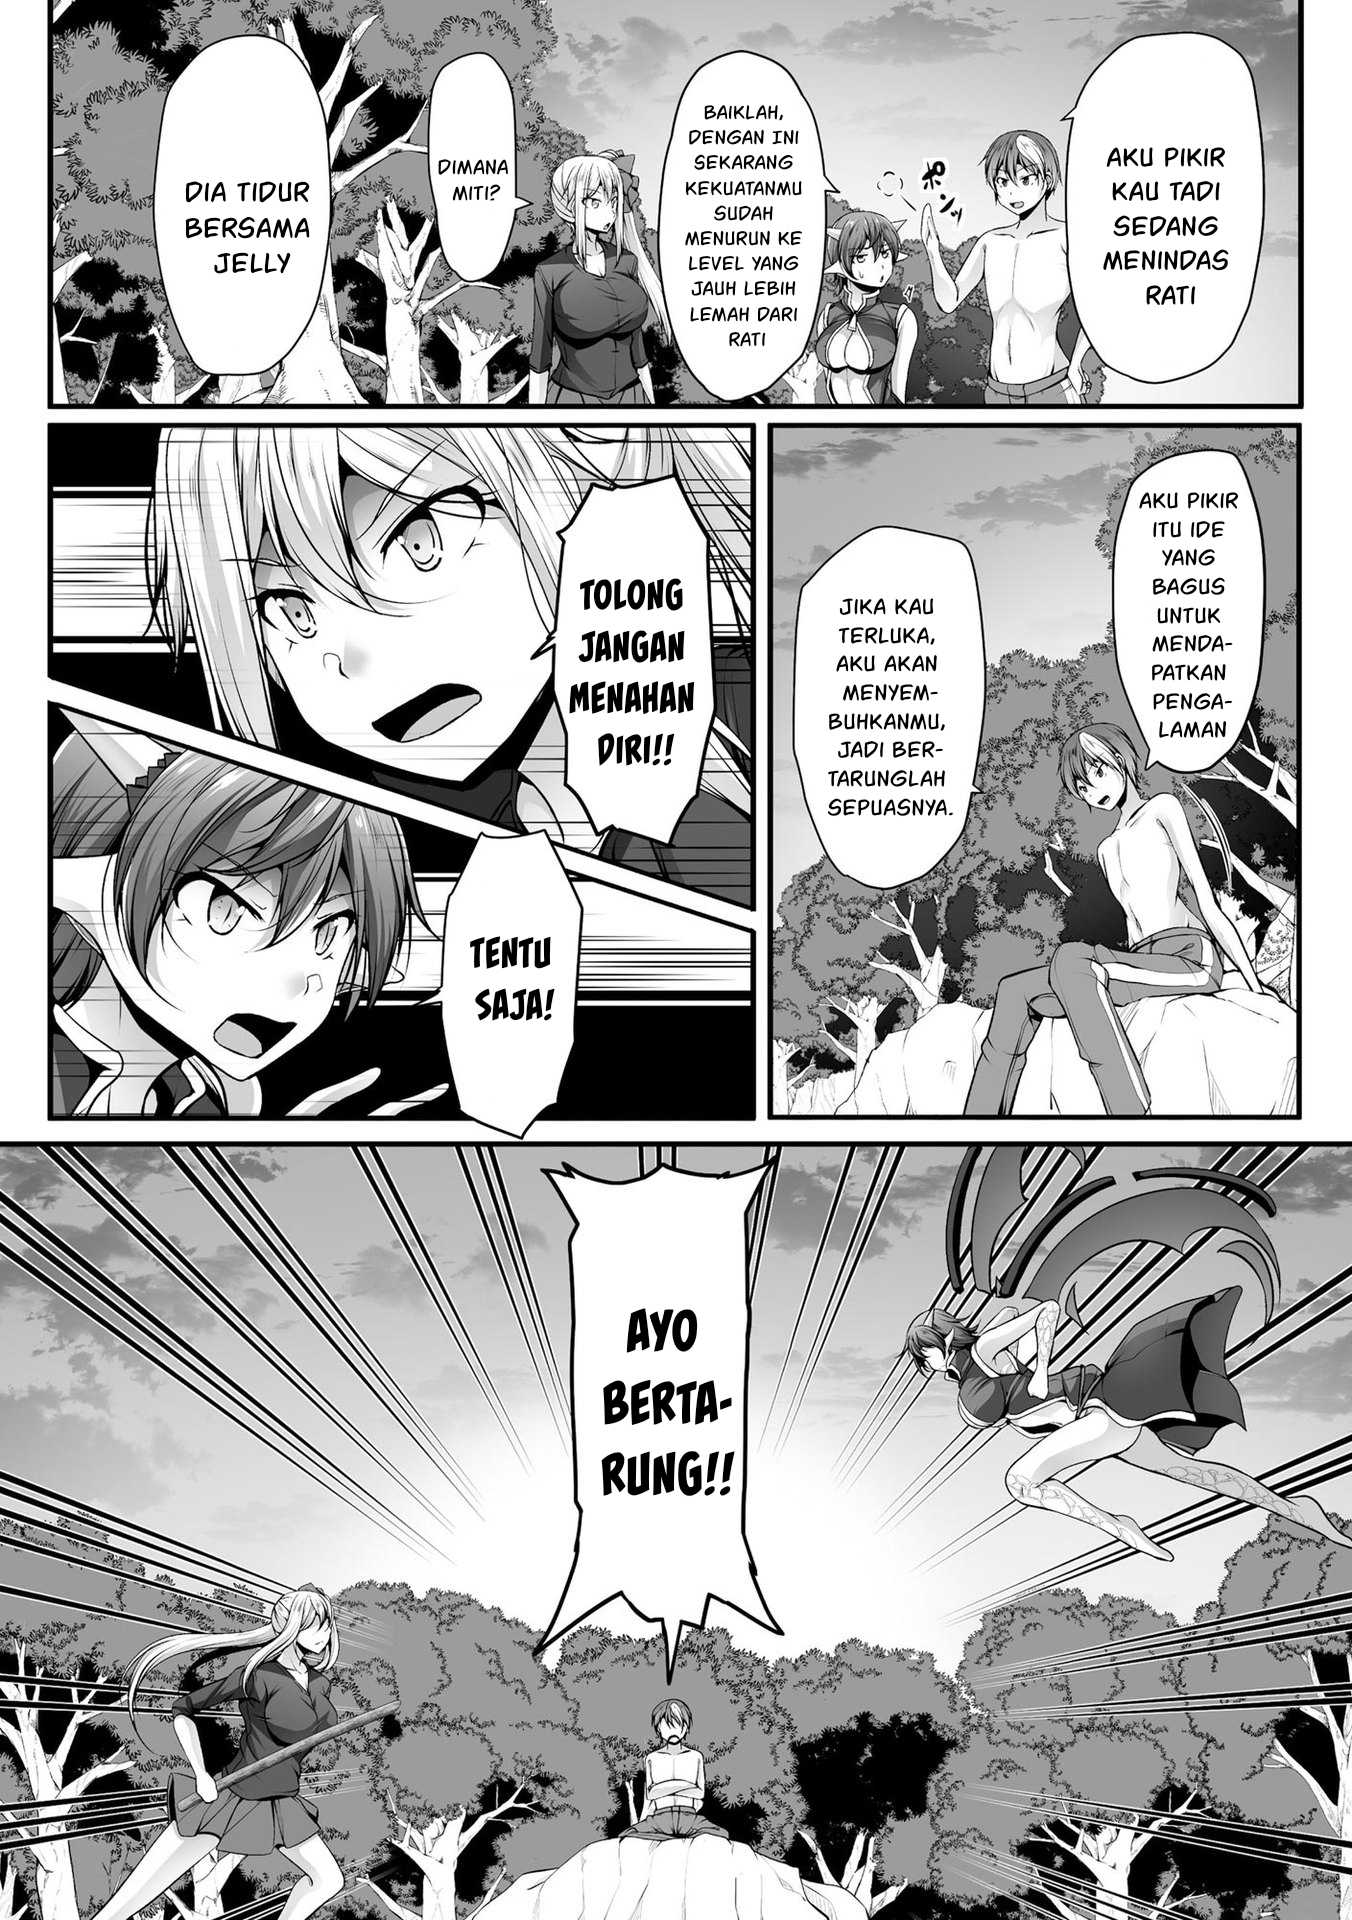 AKU PIKIR
KAU TADI
SEDANG
MENINDAS
RATI
ポンッ
BAIKLAH,
DENGAN INI
SEKARANG
KEKUATANMU
SUDAH
MENURUN KE
LEVEL YANG
JAUH LEBIH
LEMAH DARI
RATI
DIMANA
MITI?
DIA TIDUR
BERSAMA
JELLY
AKU PIKIR
ITU IDE
YANG
BAGUS
UNTUK
MENDA-
PATKAN
PENGA-
LAMAN
JIKA KAU
TERLUKA,
AKU AKAN
MENYEM-
BUHKANMU,
JADI BER-
TARUNGLAH
SEPUASNYA.
TOLONG
JANGAN
MENAHAN
DIRI!!
TENTU
SAJA!
AYO
BERTA-
RUNG!!